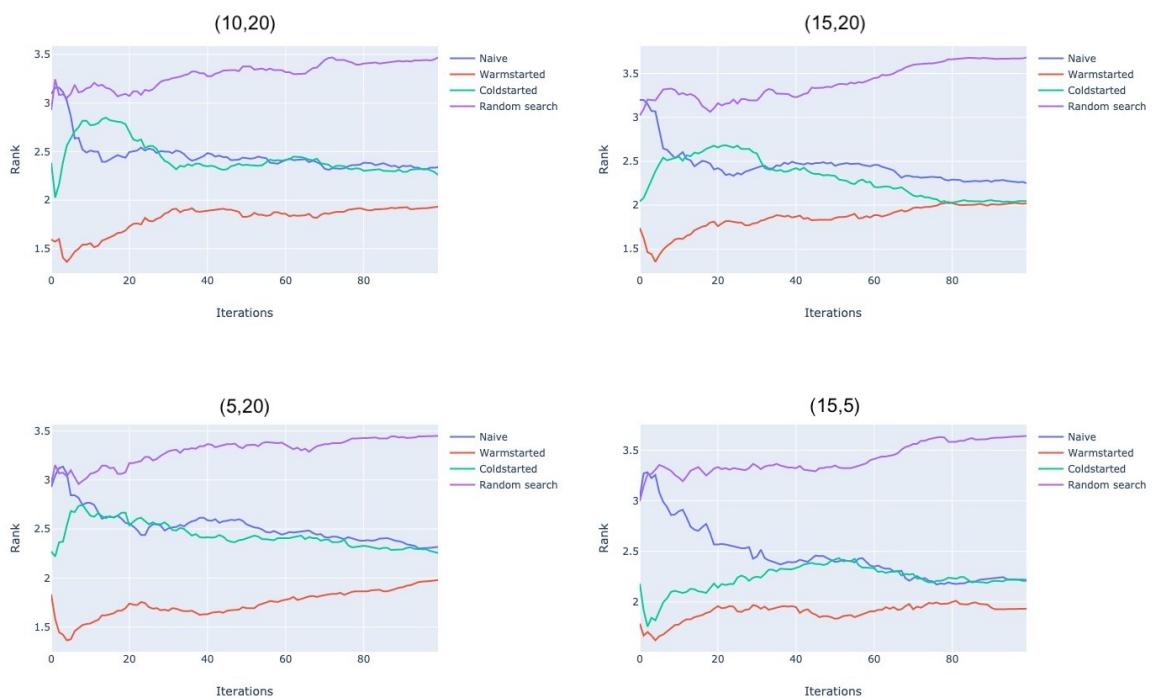 (10,20)
3.5
3
2.5
2
1.5
0
20
40
60
80
Rank
Iterations
Naive
Warmstarted
Coldstarted
Random search
(15,20)
3.5
3
2.5
2
1.5
0
20
40
60
80
Rank
Iterations
Naive
Warmstarted
Coldstarted
Random search
(5,20)
3.5
3
2.5
2
1.5
0
20
40
60
80
Rank
Iterations
Naive
Warmstarted
Coldstarted
Random search
(15,5)
3.5
3
2.5
2
0
20
40
60
80
Rank
Iterations
Naive
Warmstarted
Coldstarted
Random search